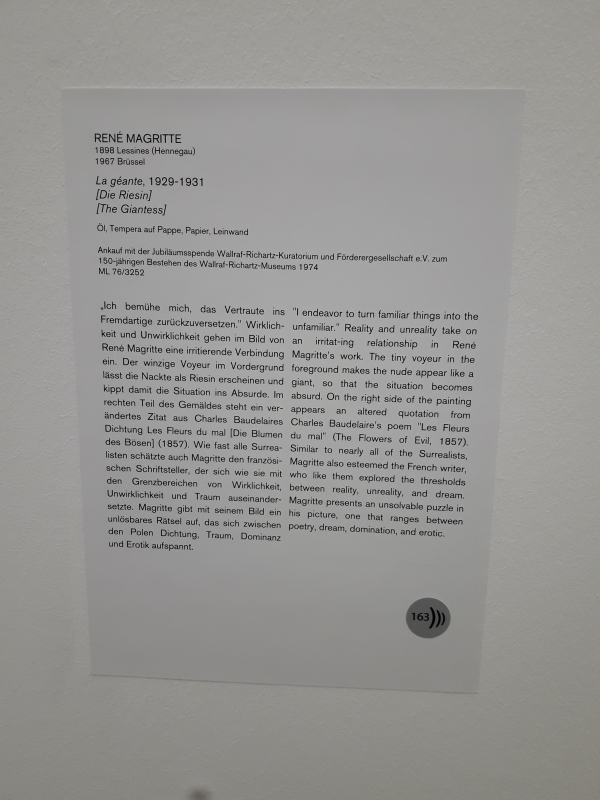 RENÉ MAGRITTE
1898 Lessines (Hennegau)
1967 Brüssel
La géante, 1929-1931
[Die Riesin]
[The Giantess]
Öl, Tempera auf Pappe, Papier, Leinwand
Ankauf mit der Jubiläumsspende Wallraf-Richartz-Kuratorium und Förderergesellschaft e.V. zum
150-jährigen Bestehen des Wallraf-Richartz-Museums 1974
ML 76/3252
„Ich bemühe mich, das Vertraute ins
Fremdartige zurückzuversetzen.” Wirklich-
keit und Unwirklichkeit gehen im Bild von
René Magritte eine irritierende Verbindung
ein. Der winzige Voyeur im Vordergrund
lässt die Nackte als Riesin erscheinen und
kippt damit die Situation ins Absurde. Im
rechten Teil des Gemäldes steht ein ver-
ändertes Zitat aus Charles Baudelaires
Dichtung Les Fleurs du mal [Die Blumen
des Bösen] (1857). Wie fast alle Surrea-
listen schätzte auch Magritte den französi-
schen Schriftsteller, der sich wie sie mit
den Grenzbereichen von Wirklichkeit,
Unwirklichkeit und Traum auseinander-
setzte. Magritte gibt mit seinem Bild ein
unlösbares Rätsel auf, das sich zwischen
den Polen Dichtung, Traum, Dominanz
und Erotik aufspannt.
"I endeavor to turn familiar things into the
unfamiliar." Reality and unreality take on
an irritat-ing relationship in René
Magritte's work. The tiny voyeur in the
foreground makes the nude appear like a
giant, so that the situation becomes
absurd. On the right side of the painting
appears an altered quotation from
Charles Baudelaire's poem "Les Fleurs
du mal" (The Flowers of Evil, 1857).
Similar to nearly all of the Surrealists,
Magritte also esteemed the French writer,
who like them explored the thresholds
between reality, unreality, and dream.
Magritte presents an unsolvable puzzle in
his picture, one that ranges between
poetry, dream, domination, and erotic.
163